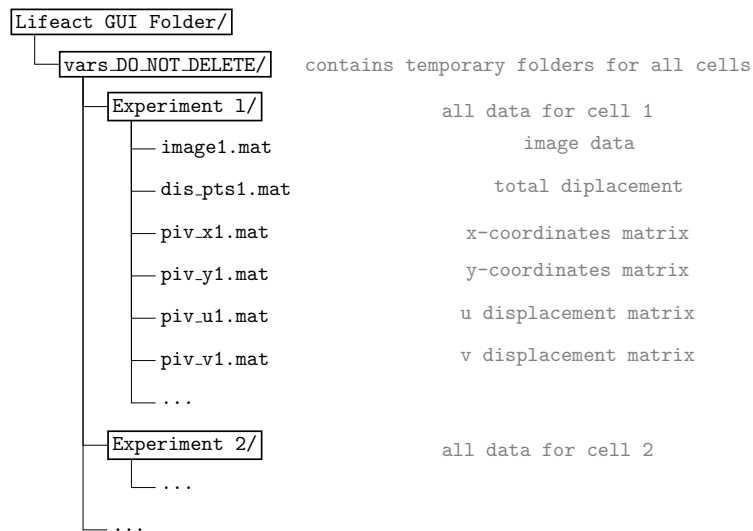 Lifeact GUI Folder/
vars_DO_NOT_DELETE/ contains temporary folders for all cells
Experiment 1/ all data for cell 1
image1.mat image data
dis_pts1.mat total diplacement
piv_x1.mat x-coordinates matrix
piv_y1.mat y-coordinates matrix
piv_u1.mat u displacement matrix
piv_v1.mat v displacement matrix
...
Experiment 2/ all data for cell 2
...
...